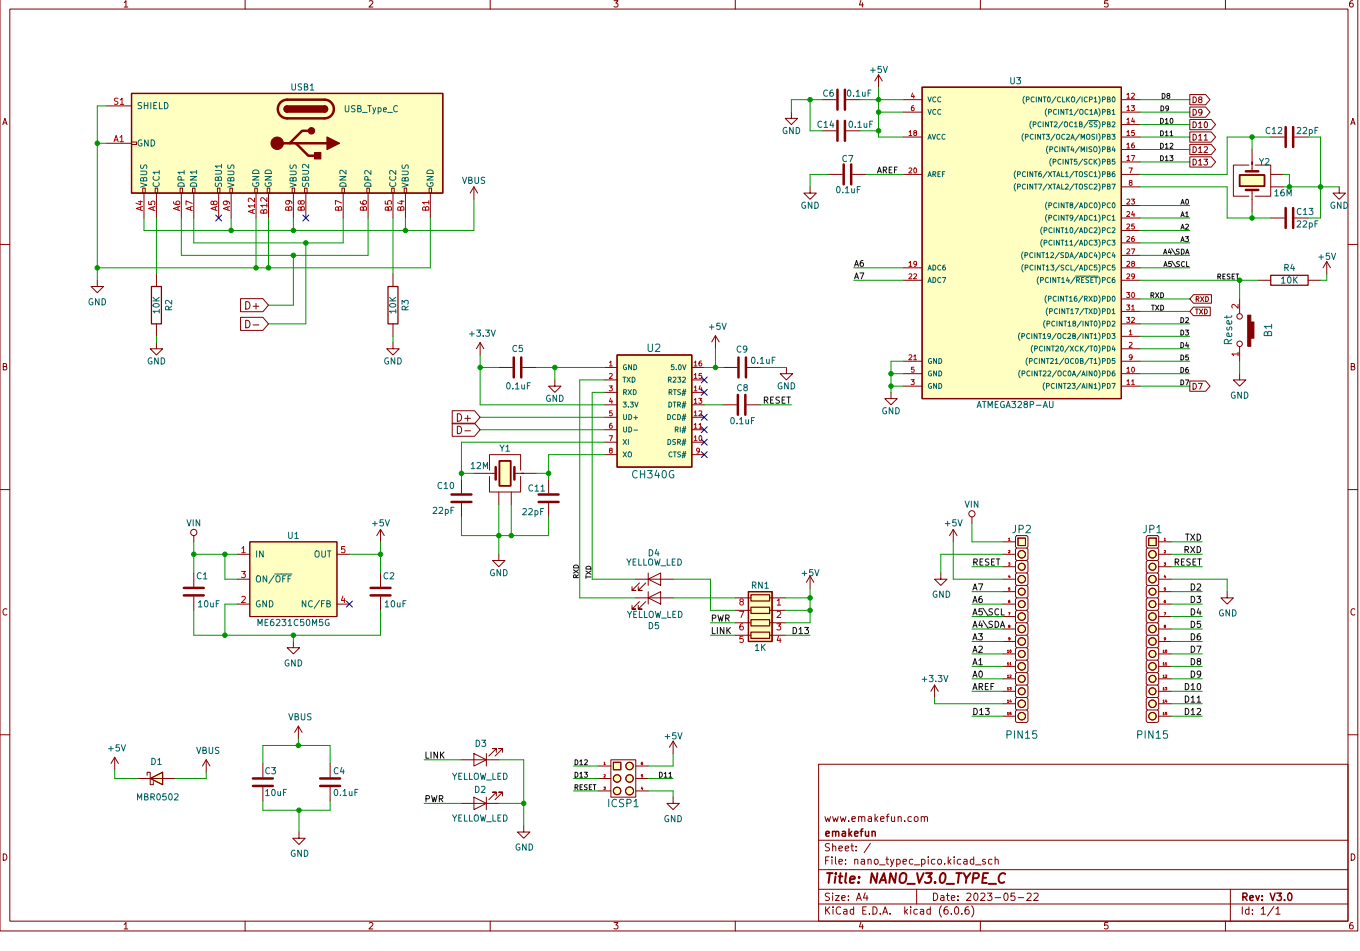 1 2 3 4 5 6
A
B
C
D
USB1
USB_Type_C
S1 SHIELD
A1 GND
VBUS CC1 DP1 DN1 SBU1 VBUS GND GND VBUS SBU2 DN2 DP2 CC2 VBUS GND
A4 A5 A6 A7 A8 A9 A12 B12 B9 B8 B7 B6 B5 B4 B1
VBUS
GND
10K R2
GND
D+
D-
10K R3
GND
U3
+5V
C6 0.1uF
C14 0.1uF
GND
C7
0.1uF
GND
AREF
4 VCC
6 VCC
18 AVCC
20 AREF
A6 19 ADC6
A7 22 ADC7
21 GND
5 GND
3 GND
GND
(PCINT0/CLKO/ICP1)PB0 12 D8 D8
(PCINT1/OC1A)PB1 13 D9 D9
(PCINT2/OC1B/SS)PB2 14 D10 D10
(PCINT3/OC2A/MOSI)PB3 15 D11 D11
(PCINT4/MISO)PB4 16 D12 D12
(PCINT5/SCK)PB5 17 D13 D13
(PCINT6/XTAL1/TOSC1)PB6 7
(PCINT7/XTAL2/TOSC2)PB7 8
(PCINT8/ADC0)PC0 23 A0
(PCINT9/ADC1)PC1 24 A1
(PCINT10/ADC2)PC2 25 A2
(PCINT11/ADC3)PC3 26 A3
(PCINT12/SDA/ADC4)PC4 27 A4\SDA
(PCINT13/SCL/ADC5)PC5 28 A5\SCL
(PCINT14/RESET)PC6 29
(PCINT16/RXD)PD0 30 RXD RXD
(PCINT17/TXD)PD1 31 TXD TXD
(PCINT18/INT0)PD2 32 D2
(PCINT19/OC2B/INT1)PD3 1 D3
(PCINT20/XCK/T0)PD4 2 D4
(PCINT21/OC0B/T1)PD5 9 D5
(PCINT22/OC0A/AIN0)PD6 10 D6
(PCINT23/AIN1)PD7 11 D7 D7
ATMEGA328P-AU
C12 22pF
Y2
16M
C13
22pF
GND
RESET
R4
10K
+5V
Reset 2 1 B1
GND
+3.3V
C5
0.1uF
GND
U2
1 GND
2 TXD
3 RXD
4 3.3V
5 UD+
6 UD-
7 XI
8 XO
5.0V 16
R232 15
RTS# 14
DTR# 13
DCD# 12
RI# 11
DSR# 10
CTS# 9
CH340G
+5V
C9
0.1uF
GND
C8
0.1uF
RESET
D+
D-
Y1
12M
C10
22pF
C11
22pF
GND
RXD TXD
D4
YELLOW_LED
YELLOW_LED
D5
RN1
+5V
8 1
7 2
6 3
5 4
PWR
LINK
D13
1K
VIN
U1
+5V
1 IN
3 ON/OFF
2 GND
OUT 5
NC/FB 4
ME6231C50M5G
C1
10uF
C2
10uF
GND
VIN
+5V
JP2
GND
RESET
A7
A6
A5\SCL
A4\SDA
A3
A2
A1
A0
AREF
+3.3V
D13
PIN15
JP1
TXD
RXD
RESET
GND
D2
D3
D4
D5
D6
D7
D8
D9
D10
D11
D12
PIN15
+5V
D1
MBR0502
VBUS
VBUS
C3
10uF
C4
0.1uF
GND
LINK
D3
YELLOW_LED
PWR
D2
YELLOW_LED
GND
D12
D13
RESET
+5V
D11
GND
ICSP1
www.emakefun.com
emakefun
Sheet: /
File: nano_typec_pico.kicad_sch
Title: NANO_V3.0_TYPE_C
Size: A4 Date: 2023-05-22 Rev: V3.0
KiCad E.D.A. kicad (6.0.6) Id: 1/1
A
B
C
D
1 2 3 4 5 6